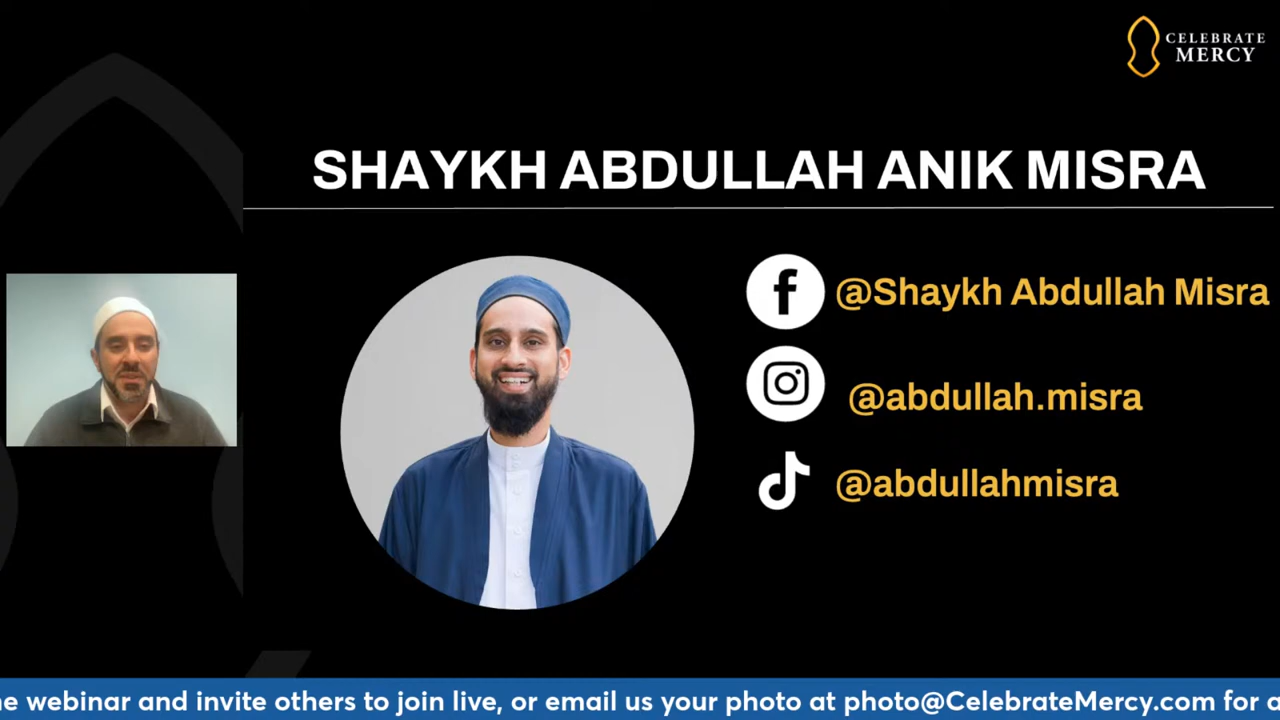 CELEBRATE
MERCY
SHAYKH ABDULLAH ANIK MISRA
@Shaykh Abdullah Misra
@abdullah.misra
@abdullahmisra
webinar and invite others to join live, or email us your photo at photo@CelebrateMercy.com for